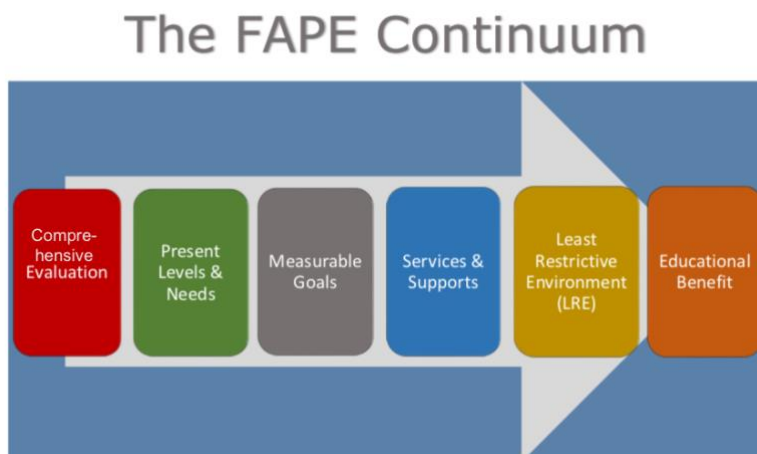 The FAPE Continuum
Compre-
hensive
Evaluation
Present
Levels &
Needs
Measurable
Goals
Services &
Supports
Least
Restrictive
Environment
(LRE)
Educational
Benefit